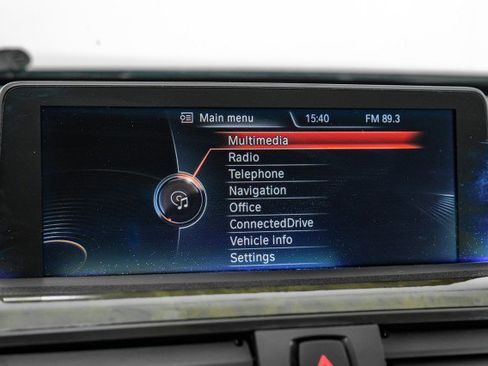 Main menu 15:40 FM 89.3
Multimedia
Radio
Telephone
Navigation
Office
ConnectedDrive
Vehicle info
Settings